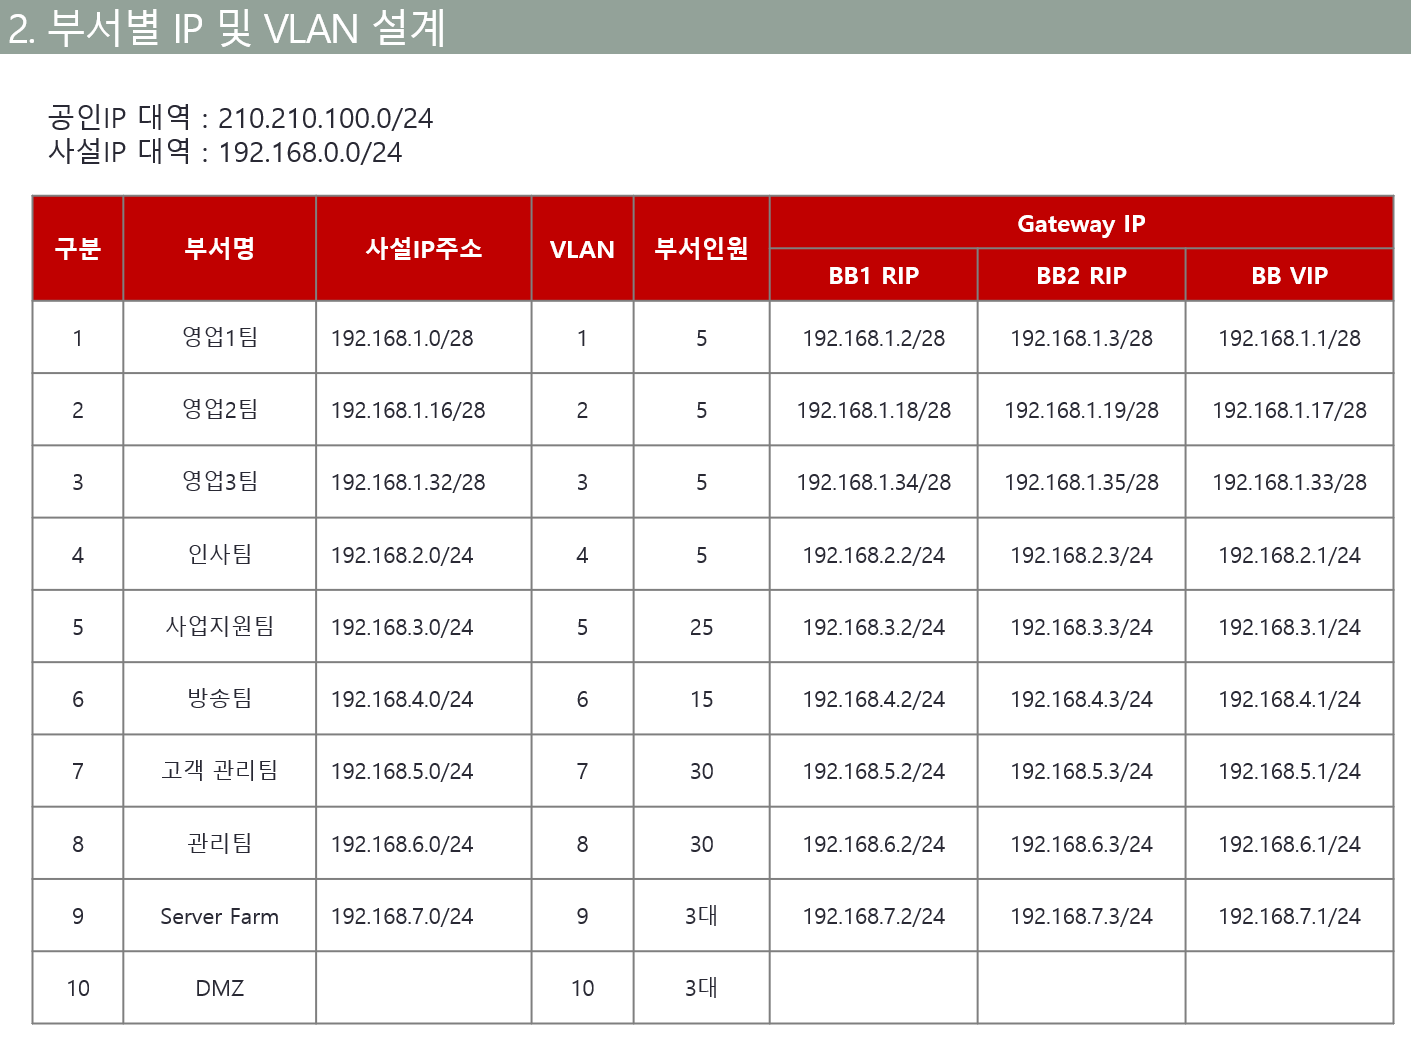 2. 부서별 IP 및 VLAN 설계
공인IP 대역 : 210.210.100.0/24
사설IP 대역 : 192.168.0.0/24
구분 부서명 사설IP주소 VLAN 부서인원 Gateway IP
BB1 RIP BB2 RIP BB VIP
1 영업1팀 192.168.1.0/28 1 5 192.168.1.2/28 192.168.1.3/28 192.168.1.1/28
2 영업2팀 192.168.1.16/28 2 5 192.168.1.18/28 192.168.1.19/28 192.168.1.17/28
3 영업3팀 192.168.1.32/28 3 5 192.168.1.34/28 192.168.1.35/28 192.168.1.33/28
4 인사팀 192.168.2.0/24 4 5 192.168.2.2/24 192.168.2.3/24 192.168.2.1/24
5 사업지원팀 192.168.3.0/24 5 25 192.168.3.2/24 192.168.3.3/24 192.168.3.1/24
6 방송팀 192.168.4.0/24 6 15 192.168.4.2/24 192.168.4.3/24 192.168.4.1/24
7 고객 관리팀 192.168.5.0/24 7 30 192.168.5.2/24 192.168.5.3/24 192.168.5.1/24
8 관리팀 192.168.6.0/24 8 30 192.168.6.2/24 192.168.6.3/24 192.168.6.1/24
9 Server Farm 192.168.7.0/24 9 3대 192.168.7.2/24 192.168.7.3/24 192.168.7.1/24
10 DMZ 10 3대